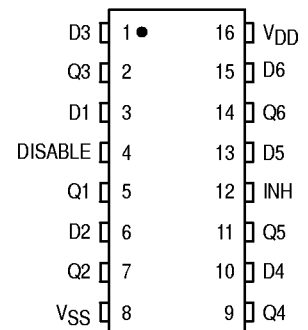 D3 1 16 VDD
Q3 2 15 D6
D1 3 14 Q6
DISABLE 4 13 D5
Q1 5 12 INH
D2 6 11 Q5
Q2 7 10 D4
VSS 8 9 Q4